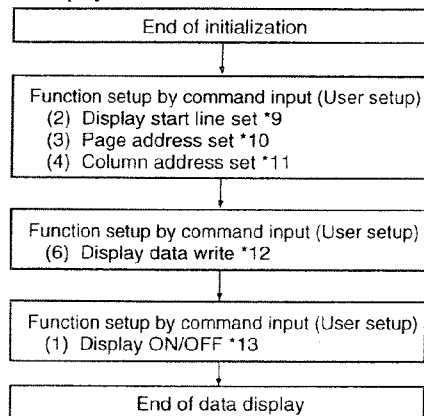 End of initialization
Function setup by command input (User setup)
(2) Display start line set *9
(3) Page address set *10
(4) Column address set *11
Function setup by command input (User setup)
(6) Display data write *12
Function setup by command input (User setup)
(1) Display ON/OFF *13
End of data display